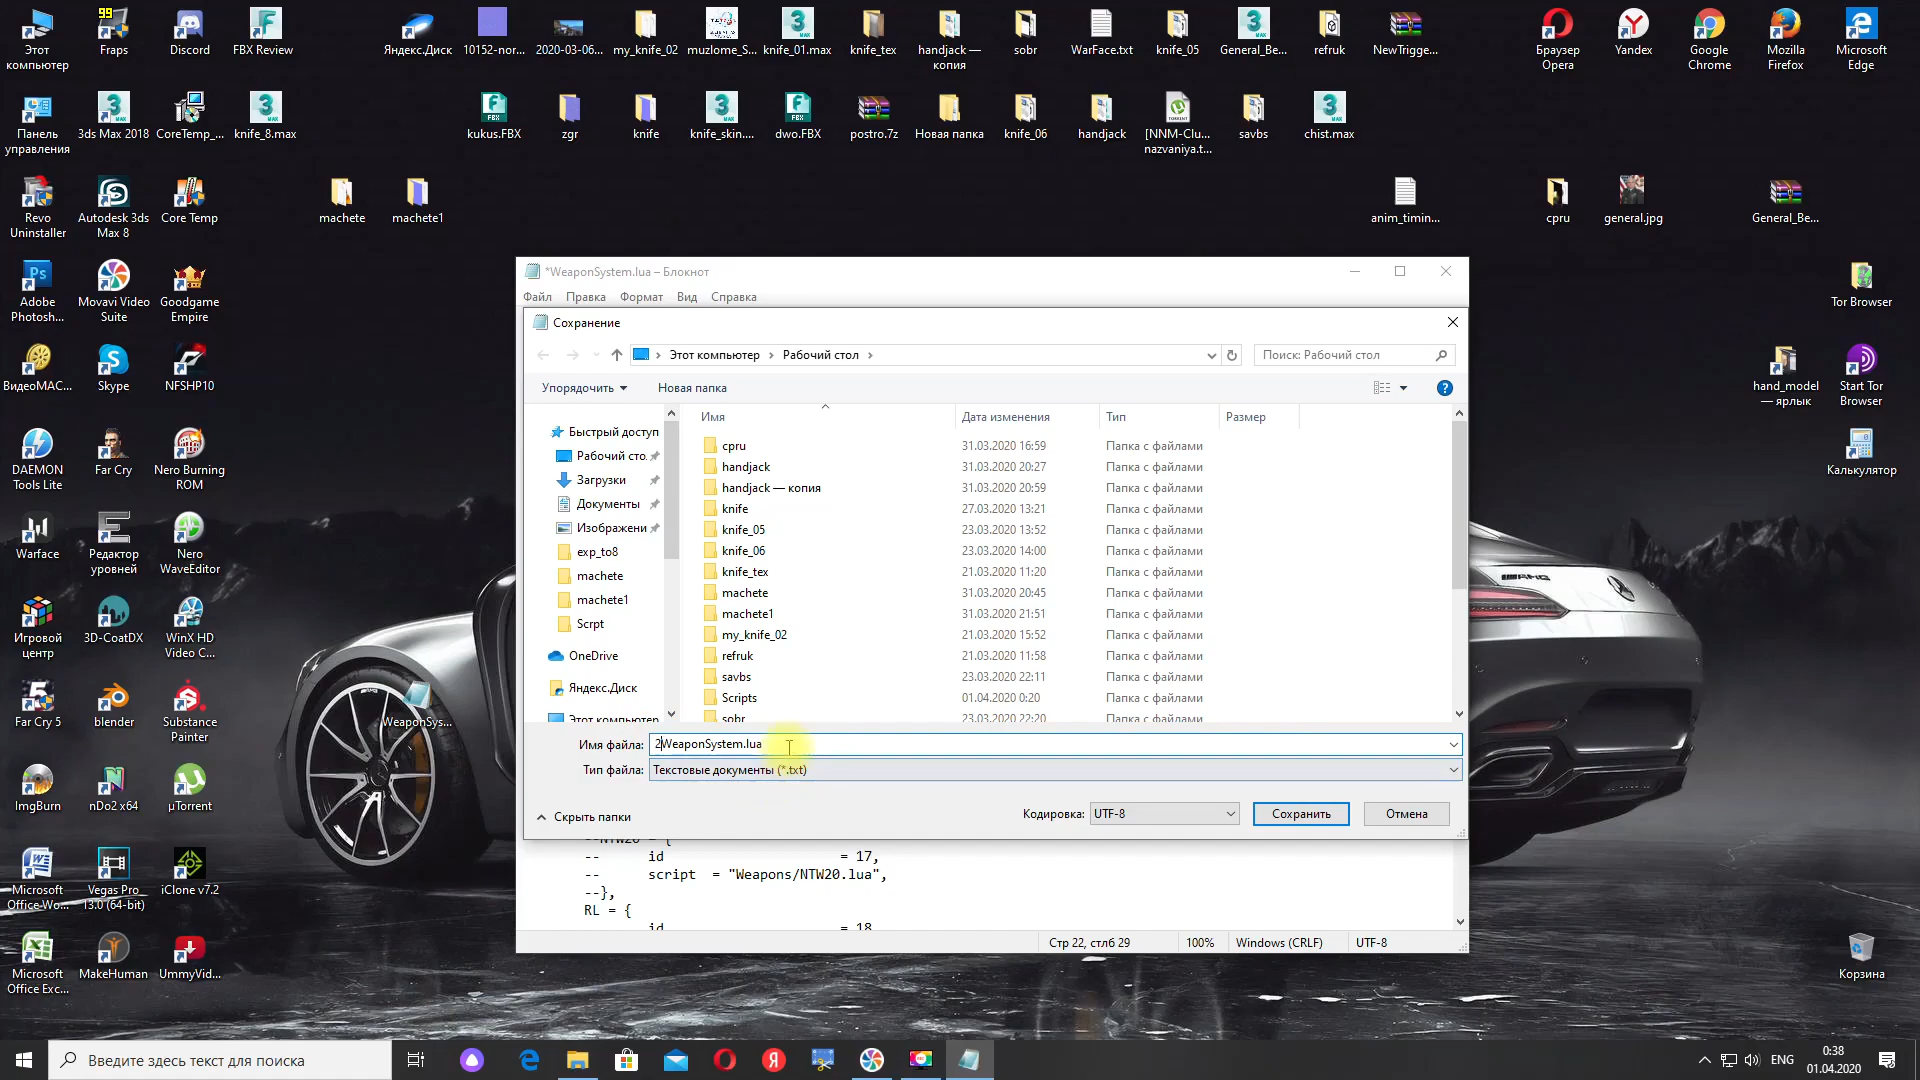 Этот компьютер
99
Fraps
Discord
FBX Review
Яндекс.Диск
10152-nor...
2020-03-06...
my_knife_02
muzlome_S...
knife_01.max
knife_tex
handjack — копия
sobr
WarFace.txt
knife_05
General_Be...
refruk
NewTrigge...
Браузер Opera
Yandex
Google Chrome
Mozilla Firefox
Microsoft Edge
Панель управления
3ds Max 2018
CoreTemp_...
knife_8.max
kukus.FBX
zgr
knife
knife_skin....
dwo.FBX
postro.7z
Новая папка
knife_06
handjack
[NNM-Clu... nazvaniya.t...
savbs
chist.max
Revo Uninstaller
Autodesk 3ds Max 8
Core Temp
machete
machete1
anim_timin...
cpru
general.jpg
General_Be...
Adobe Photosh...
Movavi Video Suite
Goodgame Empire
Tor Browser
ВидеоМАС...
Skype
NFSHP10
hand_model — ярлык
Start Tor Browser
DAEMON Tools Lite
Far Cry
Nero Burning ROM
Калькулятор
Warface
Редактор уровней
Nero WaveEditor
Игровой центр
3D-CoatDX
WinX HD Video C...
Far Cry 5
blender
Substance Painter
WeaponSys...
ImgBurn
nDo2 x64
µTorrent
Microsoft Office Wo...
Vegas Pro 13.0 (64-bit)
iClone v7.2
Microsoft Office Exc...
MakeHuman
UmmyVid...
Корзина
*WeaponSystem.lua – Блокнот
Файл Правка Формат Вид Справка
Сохранение
Этот компьютер › Рабочий стол ›
Поиск: Рабочий стол
Упорядочить Новая папка
Быстрый доступ
Рабочий сто
Загрузки
Документы
Изображени
exp_to8
machete
machete1
Scrpt
OneDrive
Яндекс.Диск
Этот компьютер
Имя Дата изменения Тип Размер
cpru 31.03.2020 16:59 Папка с файлами
handjack 31.03.2020 20:27 Папка с файлами
handjack — копия 31.03.2020 20:59 Папка с файлами
knife 27.03.2020 13:21 Папка с файлами
knife_05 23.03.2020 13:52 Папка с файлами
knife_06 23.03.2020 14:00 Папка с файлами
knife_tex 21.03.2020 11:20 Папка с файлами
machete 31.03.2020 20:45 Папка с файлами
machete1 31.03.2020 21:51 Папка с файлами
my_knife_02 21.03.2020 15:52 Папка с файлами
refruk 21.03.2020 11:58 Папка с файлами
savbs 23.03.2020 22:11 Папка с файлами
Scripts 01.04.2020 0:20 Папка с файлами
sobr 23.03.2020 22:20 Папка с файлами
Имя файла: 2WeaponSystem.lua
Тип файла: Текстовые документы (*.txt)
Скрыть папки
Кодировка: UTF-8 Сохранить Отмена
--NTW20 = {
-- id = 17,
-- script = "Weapons/NTW20.lua",
--},
RL = {
id = 18
Стр 22, стлб 29 100% Windows (CRLF) UTF-8
Введите здесь текст для поиска
ENG
0:38
01.04.2020